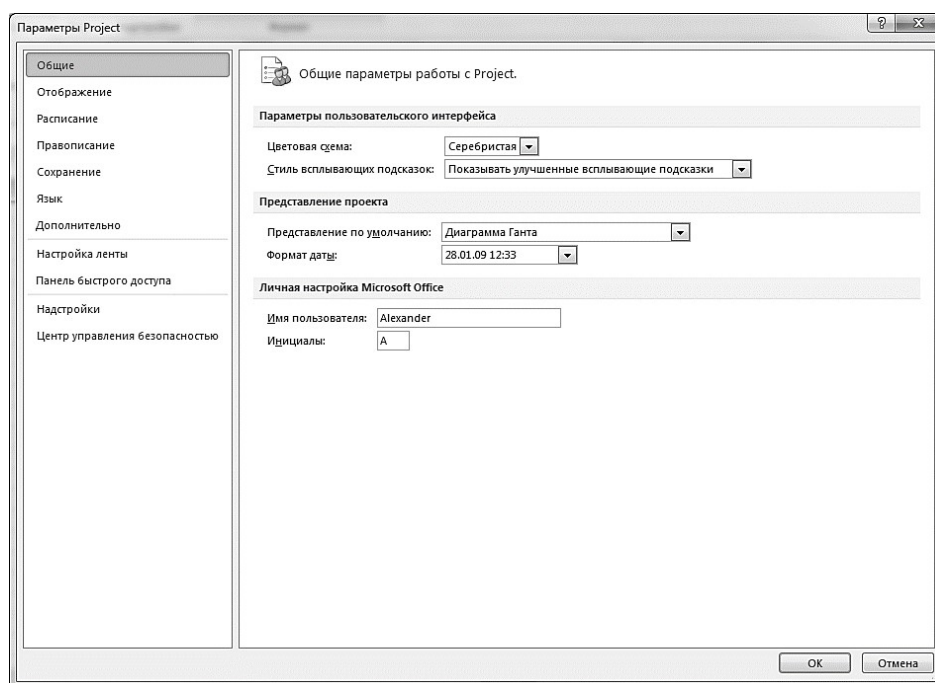 Параметры Project
?
Общие
Отображение
Расписание
Правописание
Сохранение
Язык
Дополнительно
Настройка ленты
Панель быстрого доступа
Надстройки
Центр управления безопасностью
Общие параметры работы с Project.
Параметры пользовательского интерфейса
Цветовая схема: Серебристая
Стиль всплывающих подсказок: Показывать улучшенные всплывающие подсказки
Представление проекта
Представление по умолчанию: Диаграмма Ганта
Формат даты: 28.01.09 12:33
Личная настройка Microsoft Office
Имя пользователя: Alexander
Инициалы: A
ОК Отмена